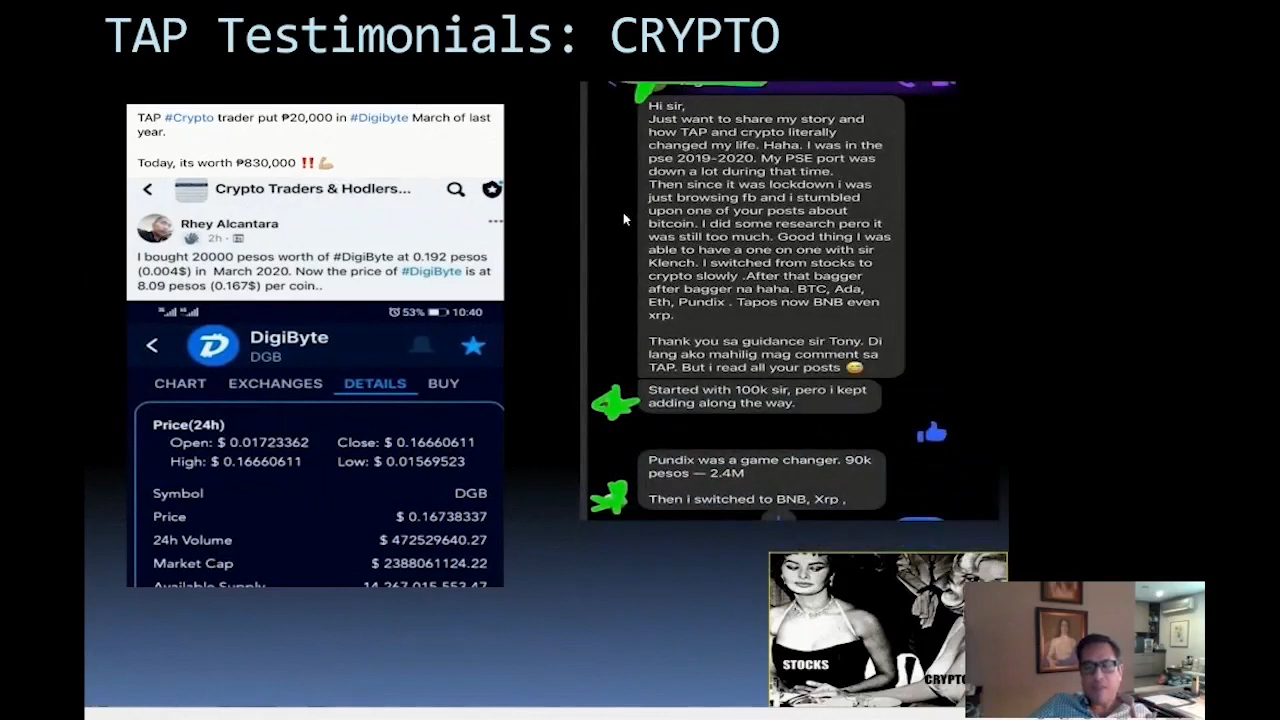 TAP Testimonials: CRYPTO
TAP #Crypto trader put ₱20,000 in #Digibyte March of last
year.
Today, its worth ₱830,000 ‼️💪
Crypto Traders & Hodlers...
Rhey Alcantara
2h
I bought 20000 pesos worth of #DigiByte at 0.192 pesos
(0.004$) in March 2020. Now the price of #DigiByte is at
8.09 pesos (0.167$) per coin..
53% 10:40
DigiByte
DGB
CHART EXCHANGES DETAILS BUY
Price(24h)
Open: $ 0.01723362 Close: $ 0.16660611
High: $ 0.16660611 Low: $ 0.01569523
Symbol DGB
Price $ 0.16738337
24h Volume $ 472529640.27
Market Cap $ 2388061124.22
Available Supply 14,267,015,553.47
Hi sir,
Just want to share my story and
how TAP and crypto literally
changed my life. Haha. I was in the
pse 2019-2020. My PSE port was
down a lot during that time.
Then since it was lockdown i was
just browsing fb and i stumbled
upon one of your posts about
bitcoin. I did some research pero it
was still too much. Good thing I was
able to have a one on one with sir
Klench. I switched from stocks to
crypto slowly .After that bagger
after bagger na haha. BTC, Ada,
Eth, Pundix . Tapos now BNB even
xrp.
Thank you sa guidance sir Tony. Di
lang ako mahilig mag comment sa
TAP. But i read all your posts 😅
Started with 100k sir, pero i kept
adding along the way.
Pundix was a game changer. 90k
pesos — 2.4M
Then i switched to BNB, Xrp ,
STOCKS
CRYPTO